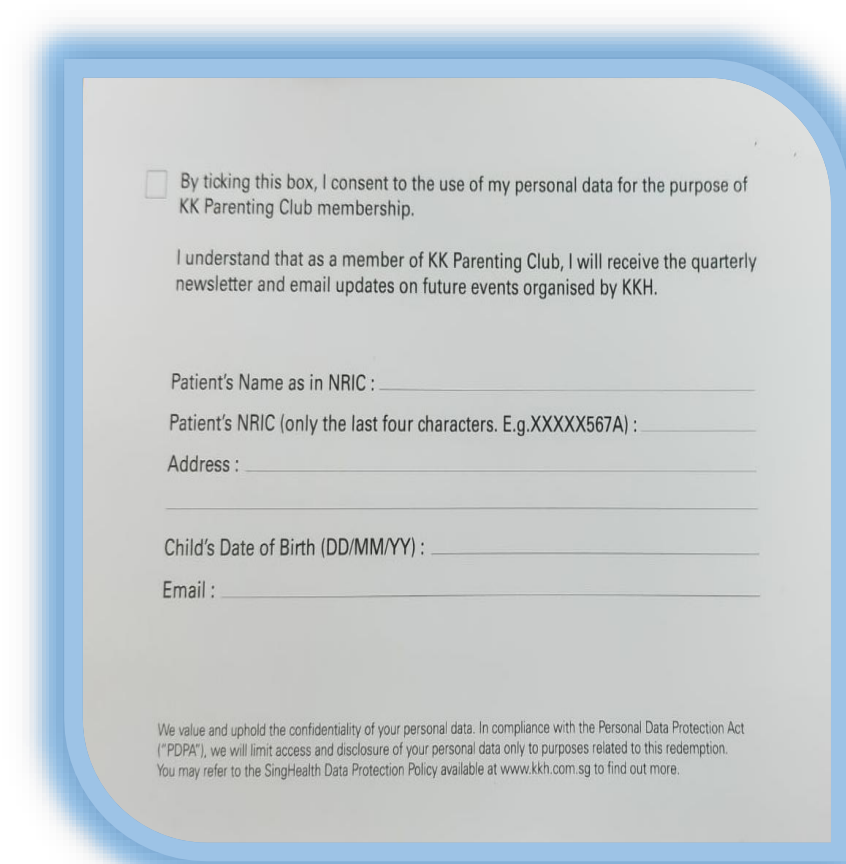 By ticking this box, I consent to the use of my personal data for the purpose of
KK Parenting Club membership.
I understand that as a member of KK Parenting Club, I will receive the quarterly
newsletter and email updates on future events organised by KKH.
Patient's Name as in NRIC :
Patient's NRIC (only the last four characters. E.g.XXXXX567A) :
Address :
Child's Date of Birth (DD/MM/YY) :
Email :
We value and uphold the confidentiality of your personal data. In compliance with the Personal Data Protection Act
("PDPA"), we will limit access and disclosure of your personal data only to purposes related to this redemption.
You may refer to the SingHealth Data Protection Policy available at www.kkh.com.sg to find out more.